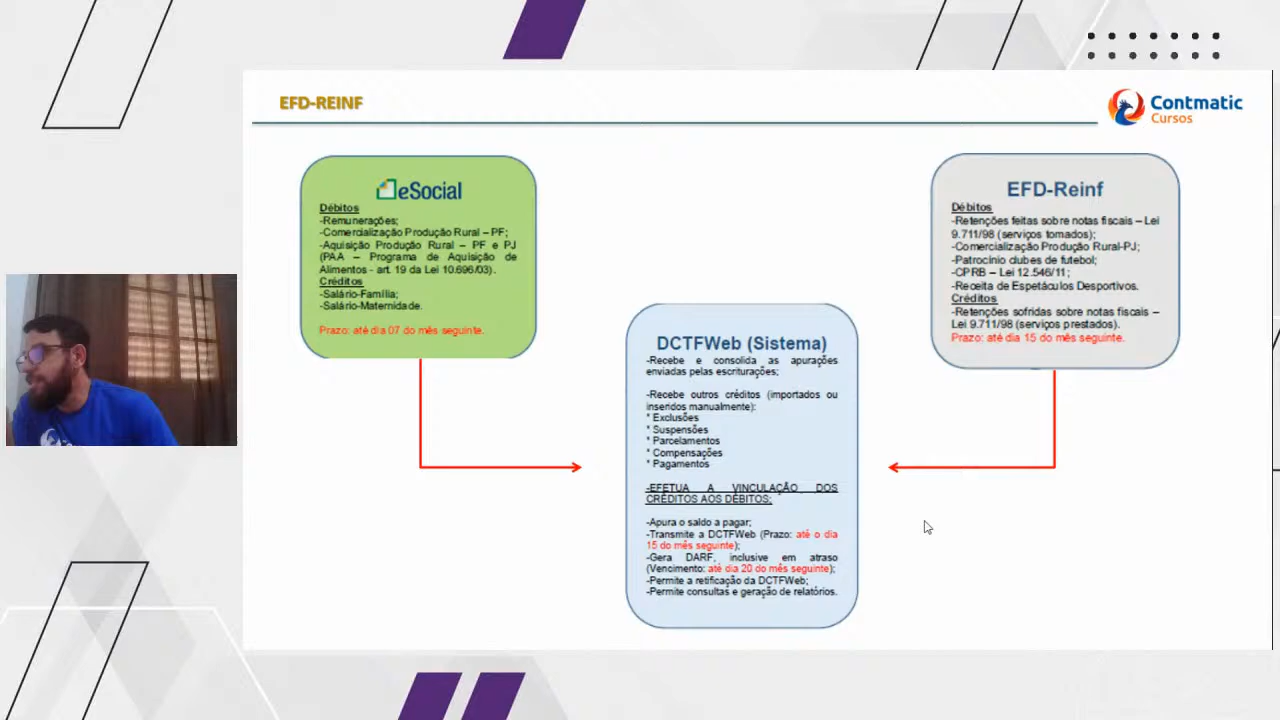 EFD-REINF
Contmatic
Cursos
eSocial
Débitos
-Remunerações;
-Comercialização Produção Rural – PF;
-Aquisição Produção Rural – PF e PJ
(PAA – Programa de Aquisição de
Alimentos - art. 19 da Lei 10.696/03).
Créditos
-Salário-Família;
-Salário-Maternidade.
Prazo: até dia 07 do mês seguinte.
DCTFWeb (Sistema)
-Recebe e consolida as apurações
enviadas pelas escriturações;
-Recebe outros créditos (importados ou
inseridos manualmente):
* Exclusões
* Suspensões
* Parcelamentos
* Compensações
* Pagamentos
-EFETUA A VINCULAÇÃO DOS
CRÉDITOS AOS DÉBITOS;
-Apura o saldo a pagar;
-Transmite a DCTFWeb (Prazo: até o dia
15 do mês seguinte);
-Gera DARF, inclusive em atraso
(Vencimento: até dia 20 do mês seguinte);
-Permite a retificação da DCTFWeb;
-Permite consultas e geração de relatórios.
EFD-Reinf
Débitos
-Retenções feitas sobre notas fiscais – Lei
9.711/98 (serviços tomados);
-Comercialização Produção Rural-PJ;
-Patrocínio clubes de futebol;
-CPRB – Lei 12.546/11;
-Receita de Espetáculos Desportivos.
Créditos
-Retenções sofridas sobre notas fiscais –
Lei 9.711/98 (serviços prestados).
Prazo: até dia 15 do mês seguinte.